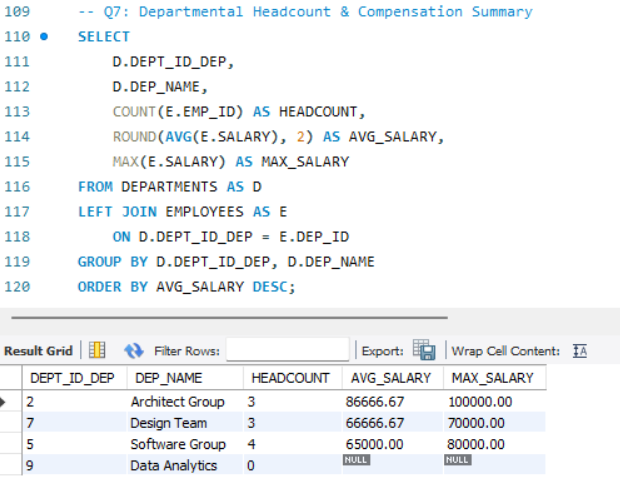 109 -- Q7: Departmental Headcount & Compensation Summary
110 SELECT
111 D.DEPT_ID_DEP,
112 D.DEP_NAME,
113 COUNT(E.EMP_ID) AS HEADCOUNT,
114 ROUND(AVG(E.SALARY), 2) AS AVG_SALARY,
115 MAX(E.SALARY) AS MAX_SALARY
116 FROM DEPARTMENTS AS D
117 LEFT JOIN EMPLOYEES AS E
118 ON D.DEPT_ID_DEP = E.DEP_ID
119 GROUP BY D.DEPT_ID_DEP, D.DEP_NAME
120 ORDER BY AVG_SALARY DESC;
Result Grid Filter Rows: Export: Wrap Cell Content: IA
DEPT_ID_DEP DEP_NAME HEADCOUNT AVG_SALARY MAX_SALARY
2 Architect Group 3 86666.67 100000.00
7 Design Team 3 66666.67 70000.00
5 Software Group 4 65000.00 80000.00
9 Data Analytics 0 NULL NULL